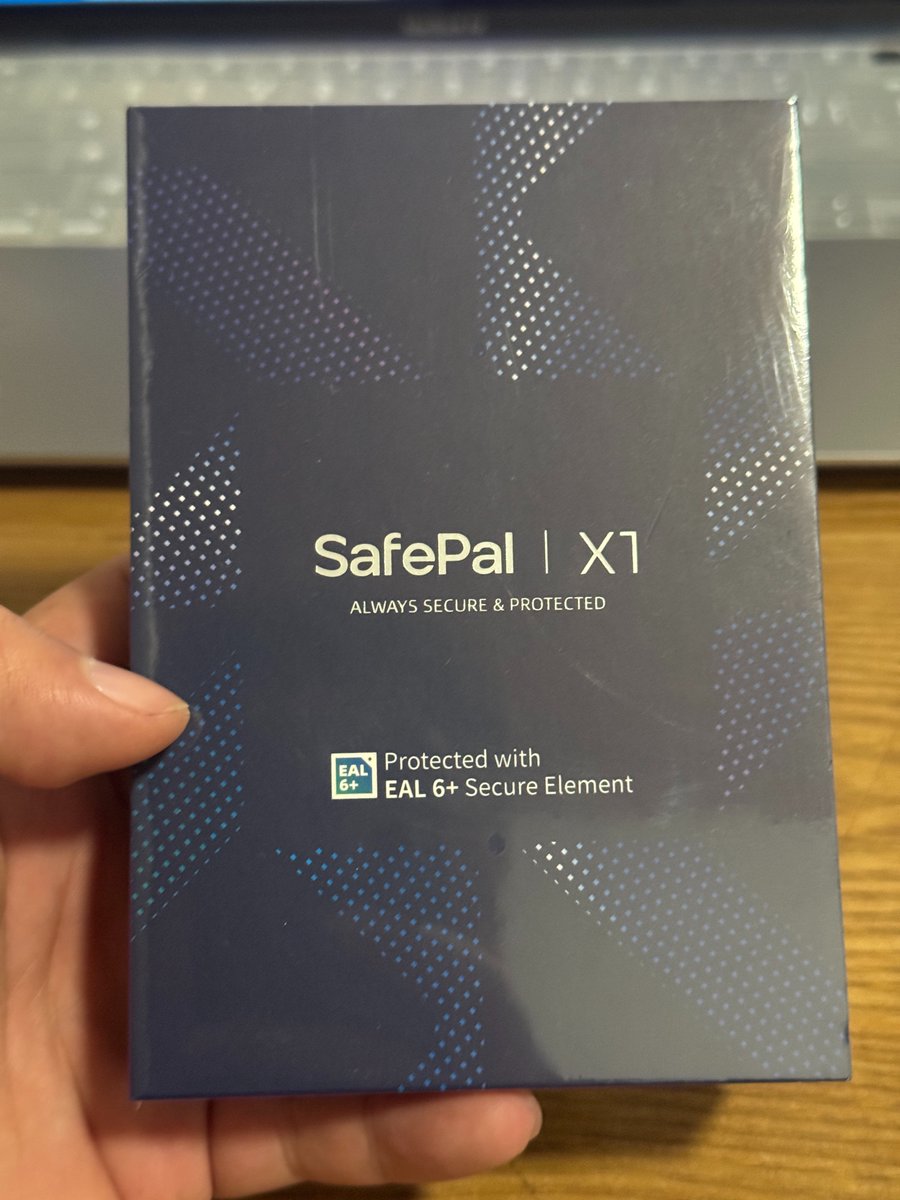 SafePal | X1
ALWAYS SECURE & PROTECTED
EAL
6+
Protected with
EAL 6+ Secure Element